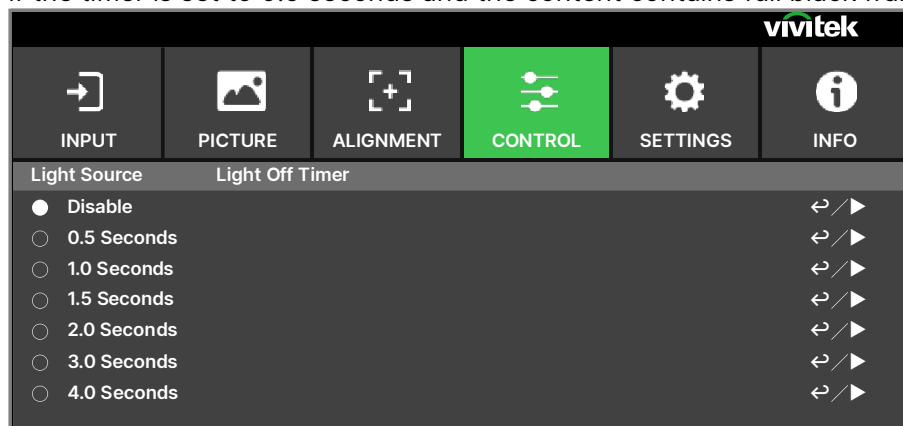 vivitek
INPUT PICTURE ALIGNMENT CONTROL SETTINGS INFO
Light Source Light Off Timer
Disable
0.5 Seconds
1.0 Seconds
1.5 Seconds
2.0 Seconds
3.0 Seconds
4.0 Seconds